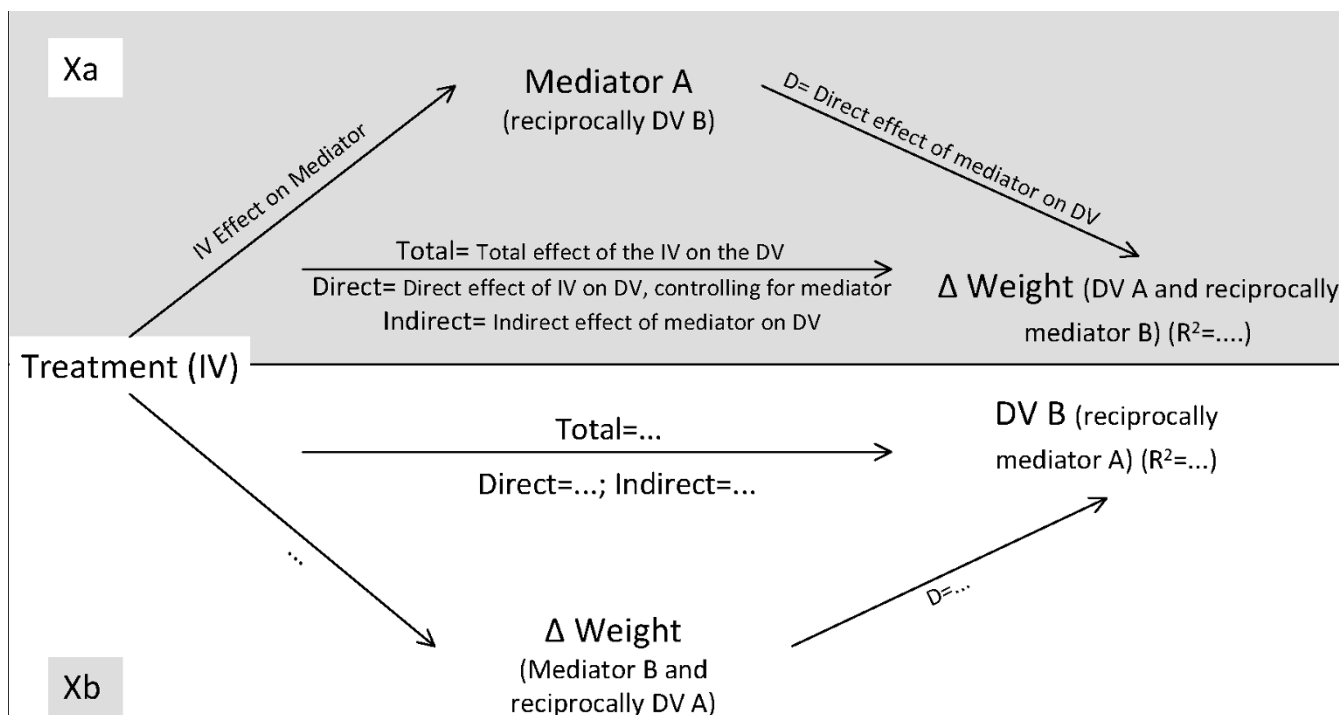 Xa
Mediator A
(reciprocally DV B)
IV Effect on Mediator
D= Direct effect of mediator on DV
Total= Total effect of the IV on the DV
Direct= Direct effect of IV on DV, controlling for mediator
Indirect= Indirect effect of mediator on DV
Δ Weight (DV A and reciprocally
mediator B) (R²=....)
Treatment (IV)
Total=...
Direct=...; Indirect=...
DV B (reciprocally
mediator A) (R²=...)
...
D=...
Δ Weight
(Mediator B and
reciprocally DV A)
Xb